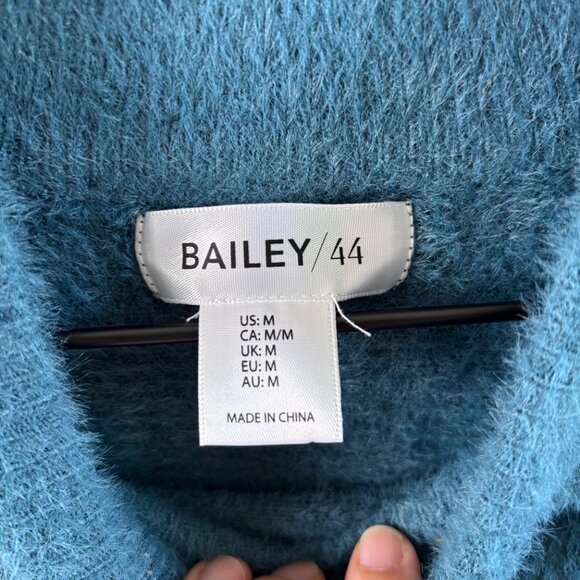 BAILEY/44
US: M
CA: M/M
UK: M
EU: M
AU: M
MADE IN CHINA